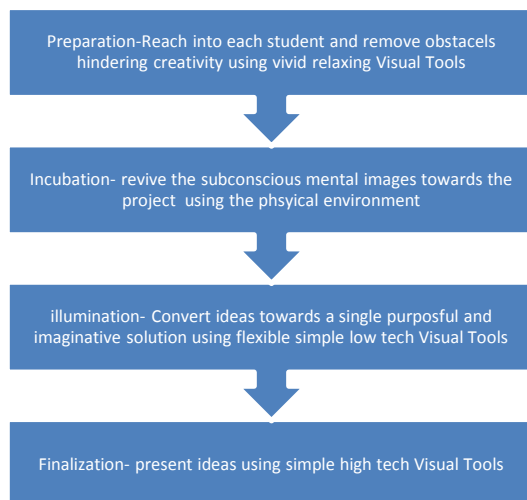 Preparation-Reach into each student and remove obstacels
hindering creativity using vivid relaxing Visual Tools
Incubation- revive the subconscious mental images towards the
project using the phsyical environment
illumination- Convert ideas towards a single purposful and
imaginative solution using flexible simple low tech Visual Tools
Finalization- present ideas using simple high tech Visual Tools